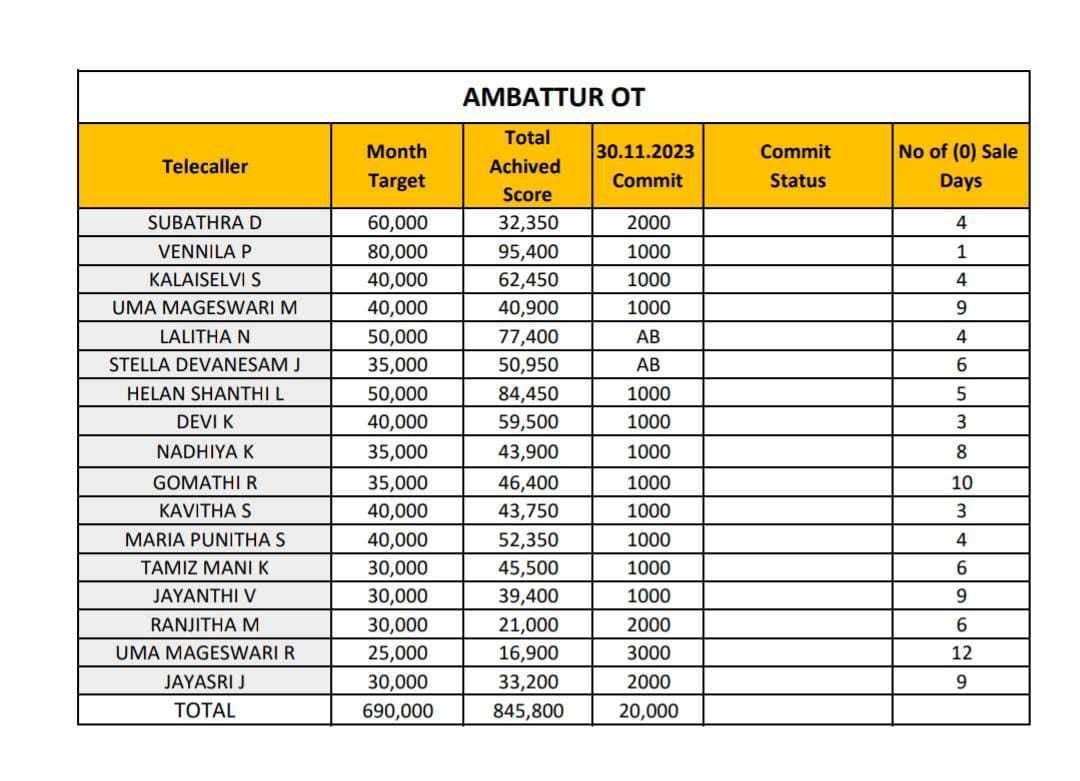 AMBATTUR OT
Telecaller Month Target Total Achived Score 30.11.2023 Commit Commit Status No of (0) Sale Days
SUBATHRA D 60,000 32,350 2000 4
VENNILA P 80,000 95,400 1000 1
KALAISELVI S 40,000 62,450 1000 4
UMA MAGESWARI M 40,000 40,900 1000 9
LALITHA N 50,000 77,400 AB 4
STELLA DEVANESAM J 35,000 50,950 AB 6
HELAN SHANTHI L 50,000 84,450 1000 5
DEVI K 40,000 59,500 1000 3
NADHIYA K 35,000 43,900 1000 8
GOMATHI R 35,000 46,400 1000 10
KAVITHA S 40,000 43,750 1000 3
MARIA PUNITHA S 40,000 52,350 1000 4
TAMIZ MANI K 30,000 45,500 1000 6
JAYANTHI V 30,000 39,400 1000 9
RANJITHA M 30,000 21,000 2000 6
UMA MAGESWARI R 25,000 16,900 3000 12
JAYASRI J 30,000 33,200 2000 9
TOTAL 690,000 845,800 20,000